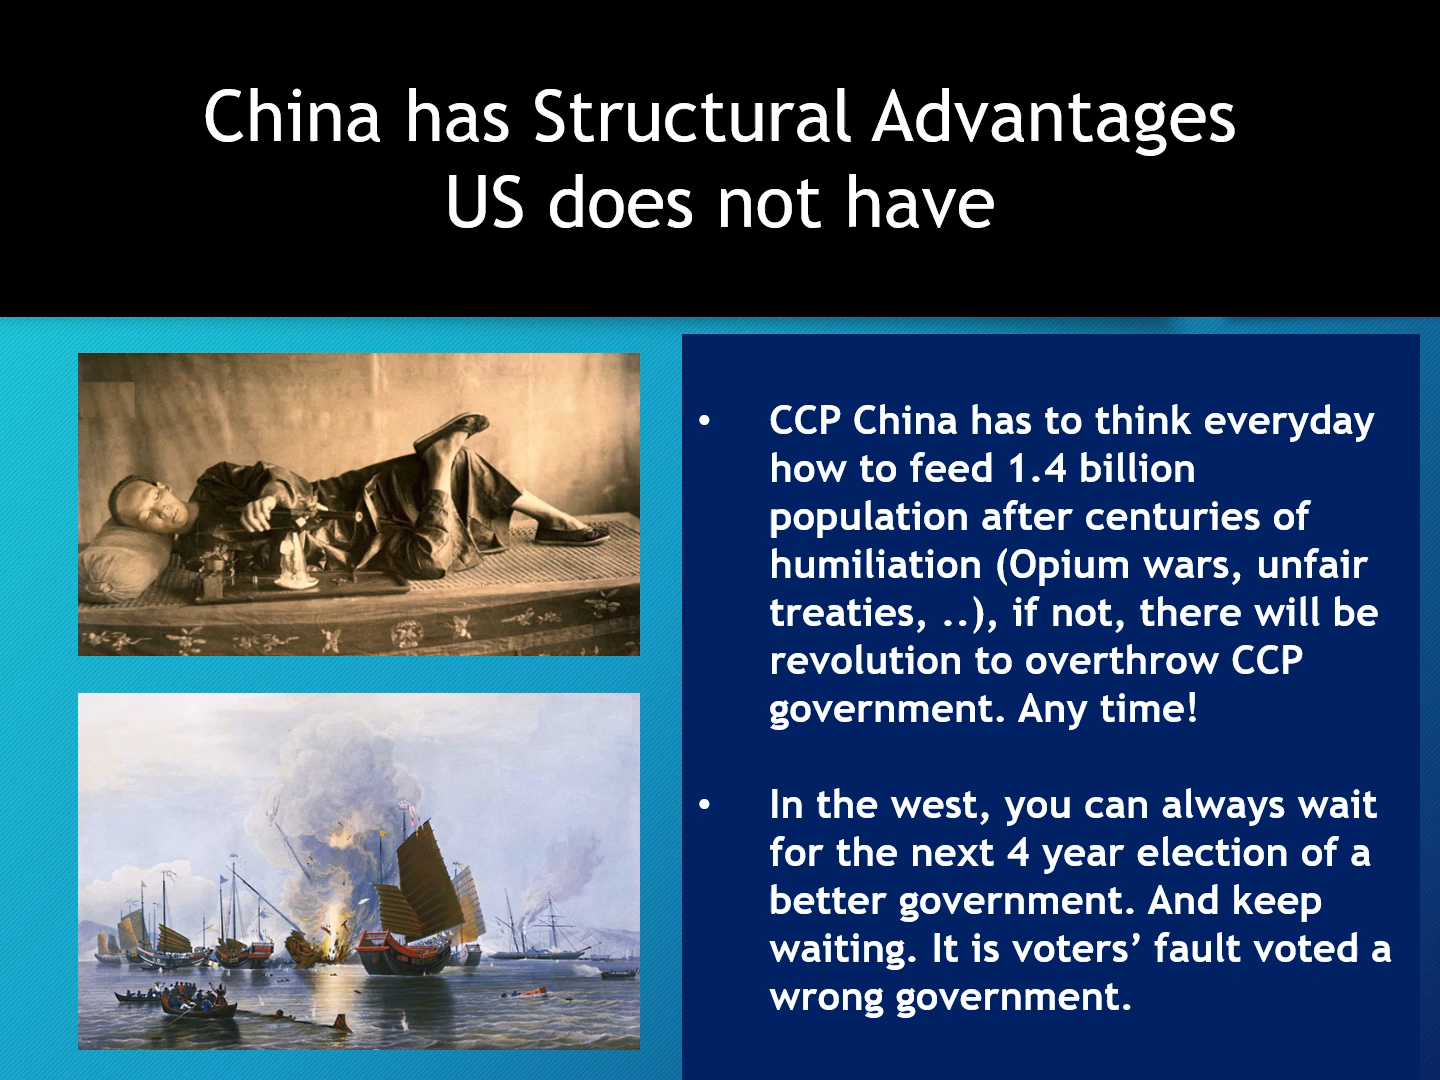 China has Structural Advantages
US does not have
• CCP China has to think everyday
how to feed 1.4 billion
population after centuries of
humiliation (Opium wars, unfair
treaties, ..), if not, there will be
revolution to overthrow CCP
government. Any time!
• In the west, you can always wait
for the next 4 year election of a
better government. And keep
waiting. It is voters’ fault voted a
wrong government.